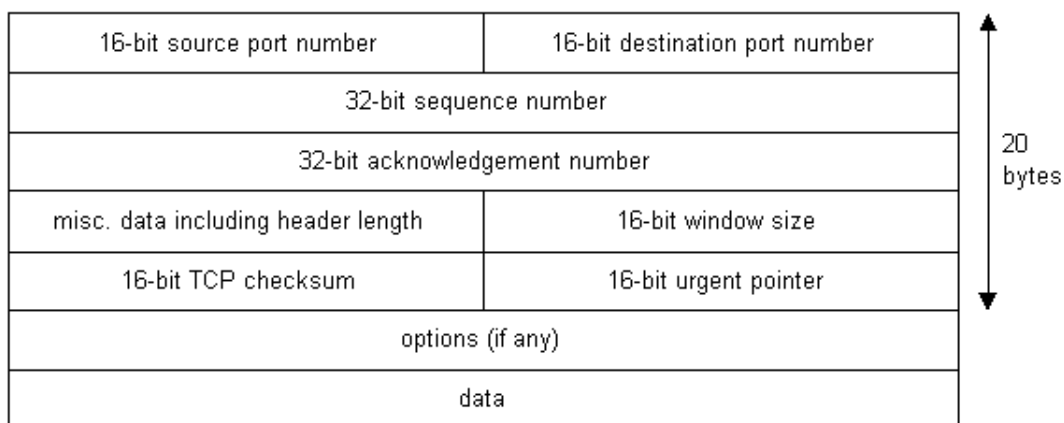 16-bit source port number
16-bit destination port number
32-bit sequence number
32-bit acknowledgement number
misc. data including header length
16-bit window size
16-bit TCP checksum
16-bit urgent pointer
options (if any)
data
20
bytes